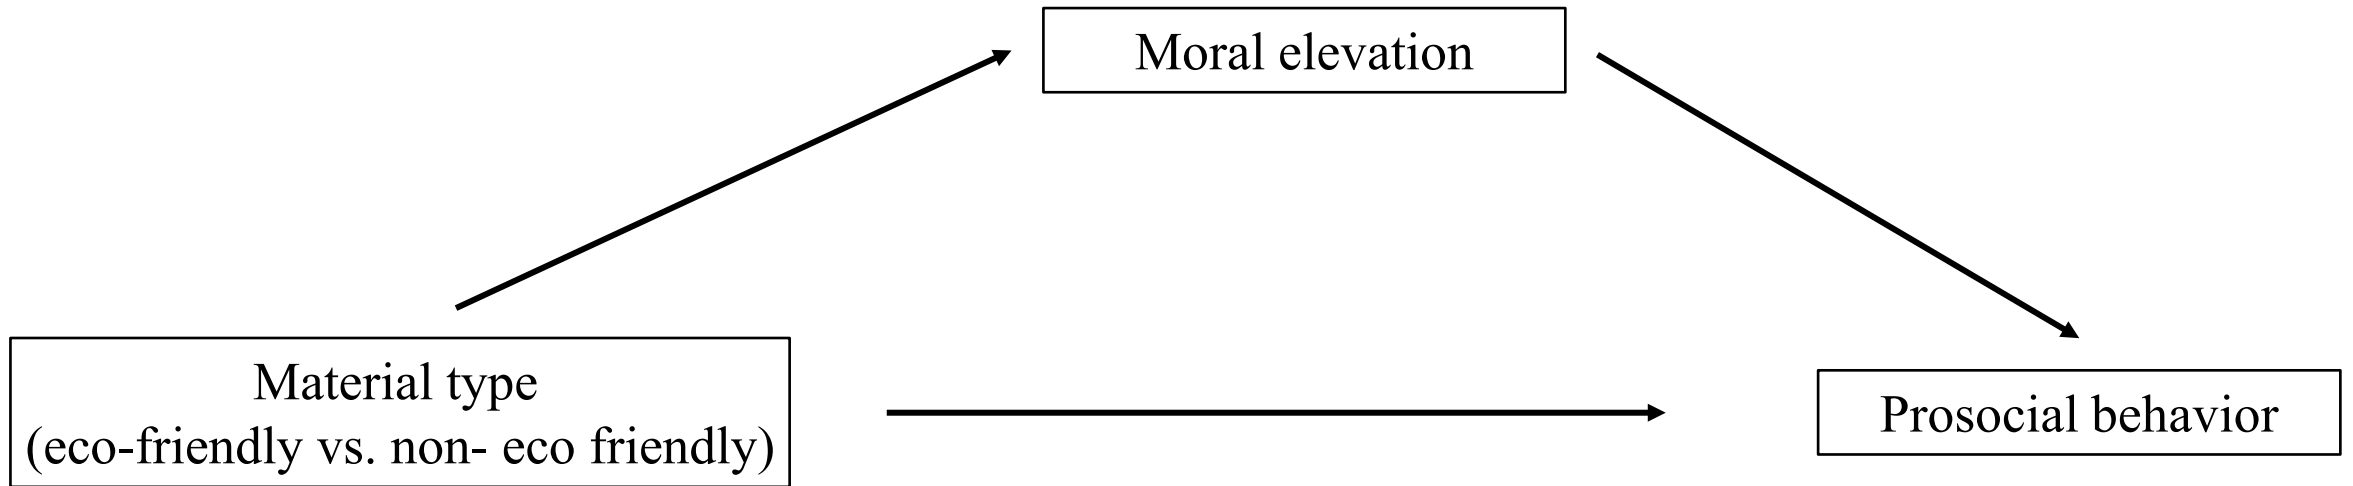 Moral elevation
Material type
(eco-friendly vs. non- eco friendly)
Prosocial behavior